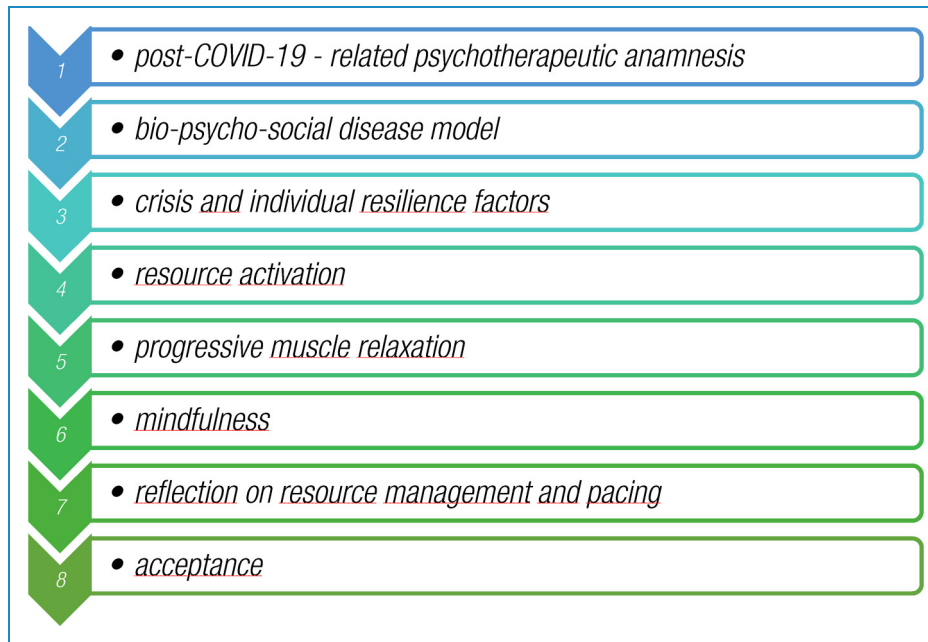 1 • post-COVID-19 - related psychotherapeutic anamnesis
2 • bio-psycho-social disease model
3 • crisis and individual resilience factors
4 • resource activation
5 • progressive muscle relaxation
6 • mindfulness
7 • reflection on resource management and pacing
8 • acceptance